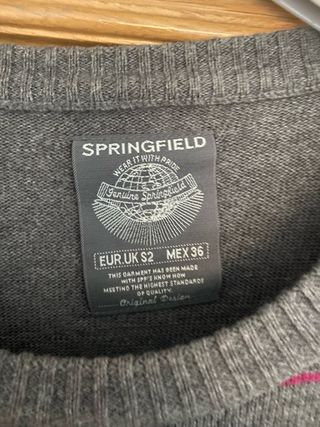 SPRINGFIELD
WEAR IT WITH PRIDE
Genuine Springfield
EUR.UK S2 MEX 36
THIS GARMENT HAS BEEN MADE
WITH SPF'S KNOW HOW
MEETING THE HIGHEST STANDARDS
OF QUALITY
Original Design